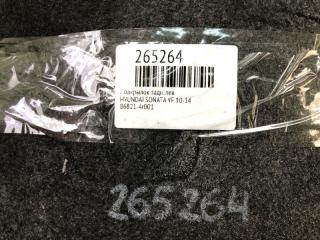 265264
Подкрылок задн лев
HYUNDAI SONATA YF 10-14
86821-4r001
265264